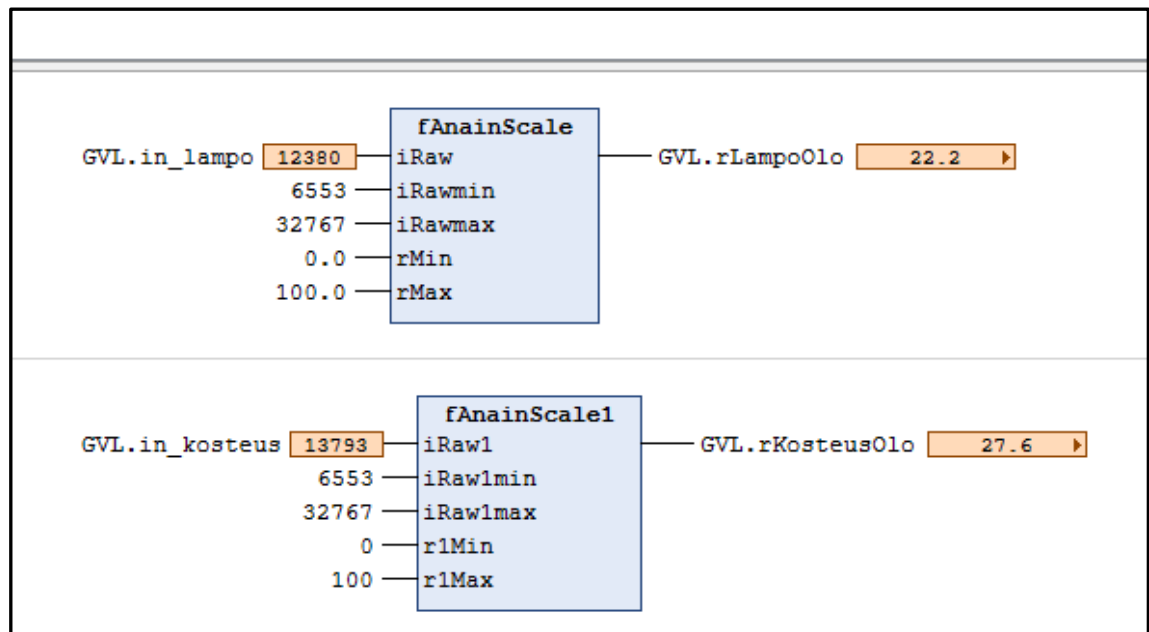 fAnainScale
GVL.in_lampo 12380 iRaw GVL.rLampoOlo 22.2
6553 iRawmin
32767 iRawmax
0.0 rMin
100.0 rMax
fAnainScale1
GVL.in_kosteus 13793 iRaw1 GVL.rKosteusOlo 27.6
6553 iRaw1min
32767 iRaw1max
0 r1Min
100 r1Max